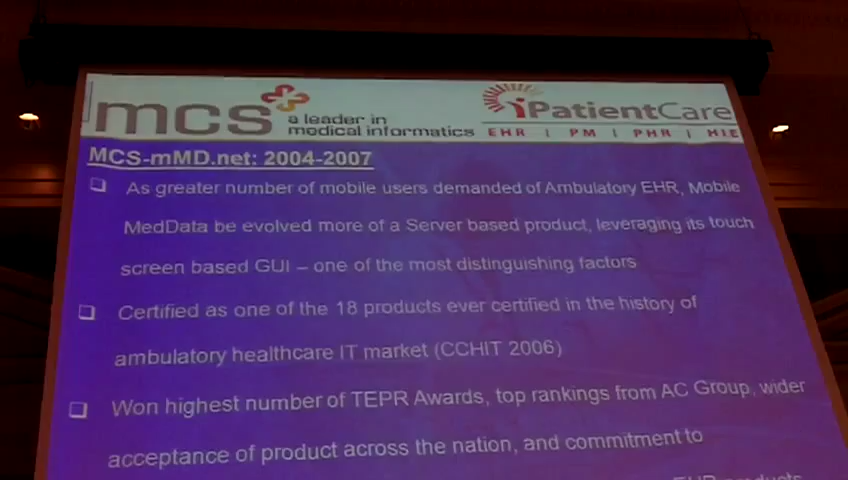 mcs
a leader in
medical informatics
iPatientCare
EHR | PM | PHR | HIE
MCS-mMD.net: 2004-2007
As greater number of mobile users demanded of Ambulatory EHR, Mobile
MedData be evolved more of a Server based product, leveraging its touch
screen based GUI – one of the most distinguishing factors
Certified as one of the 18 products ever certified in the history of
ambulatory healthcare IT market (CCHIT 2006)
Won highest number of TEPR Awards, top rankings from AC Group, wider
acceptance of product across the nation, and commitment to
EHR products